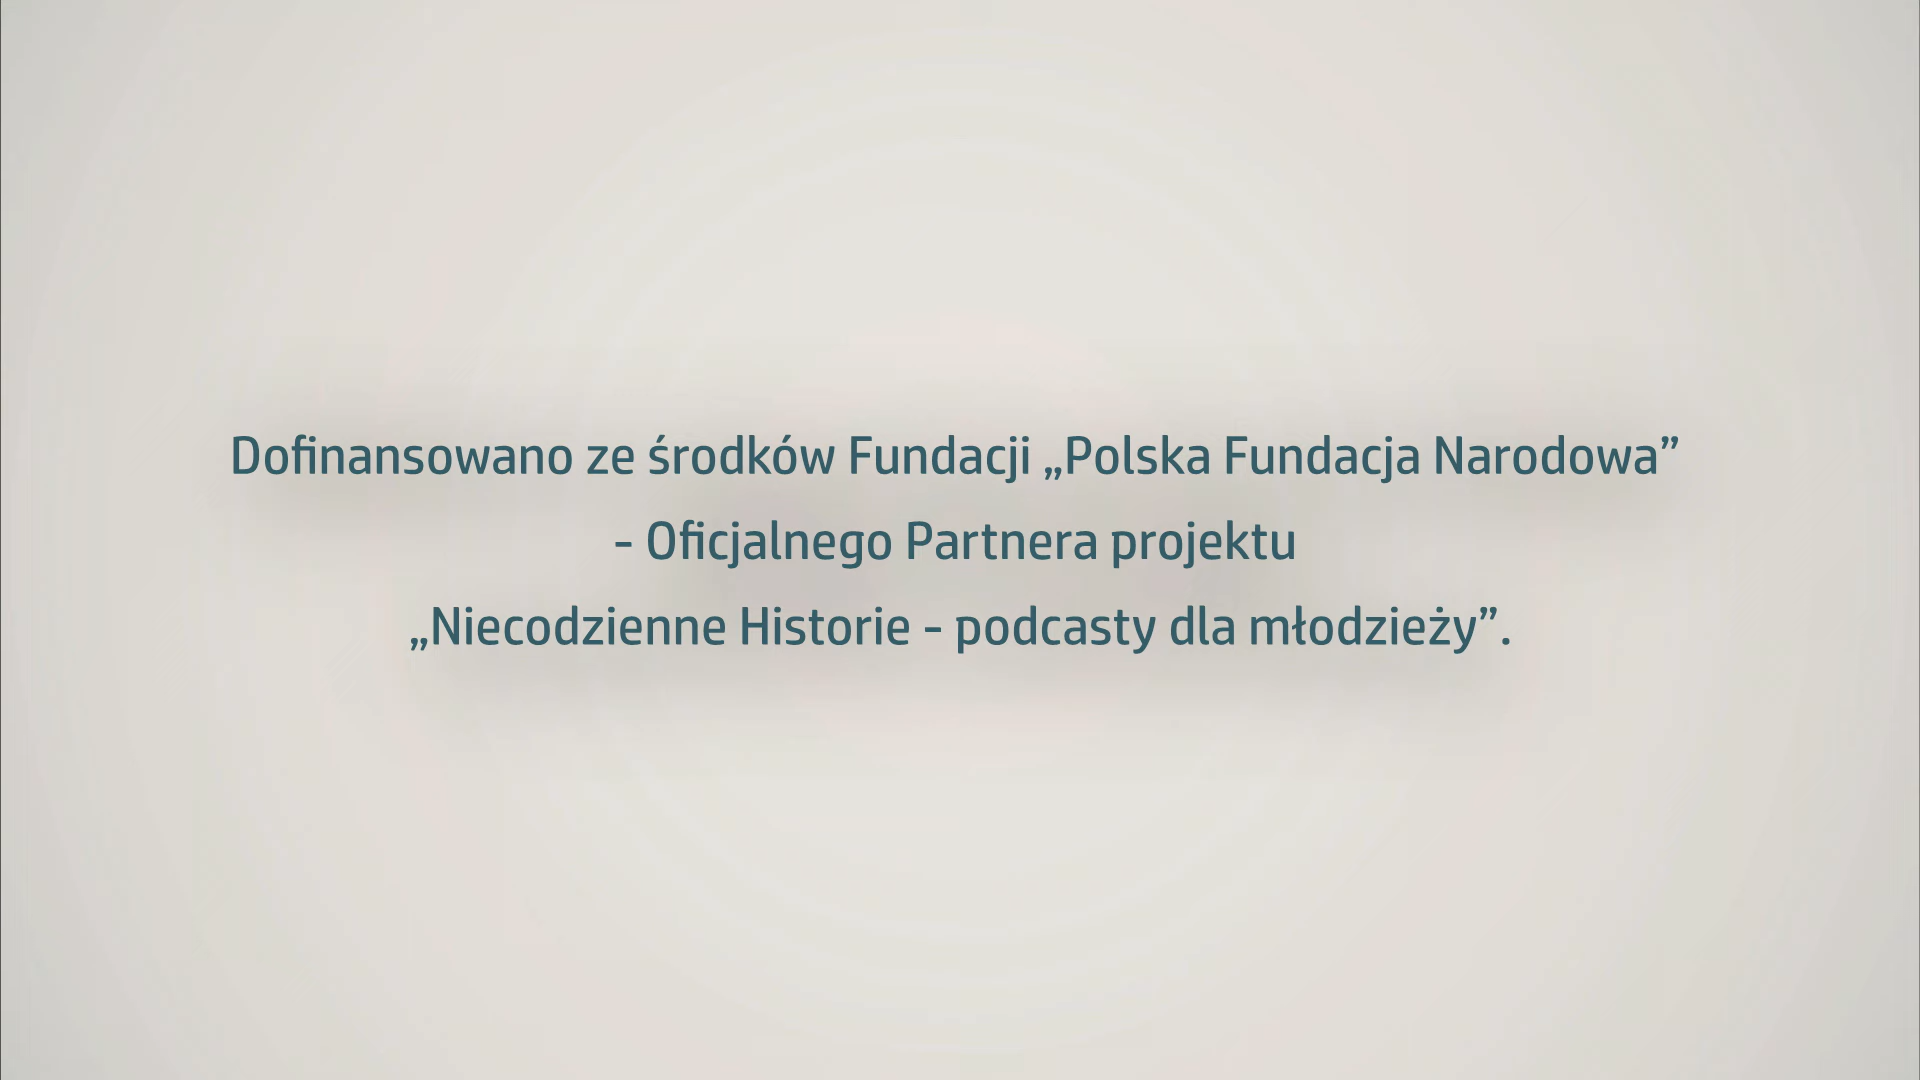 Dofinansowano ze środków Fundacji „Polska Fundacja Narodowa”
- Oficjalnego Partnera projektu
„Niecodzienne Historie - podcasty dla młodzieży”.